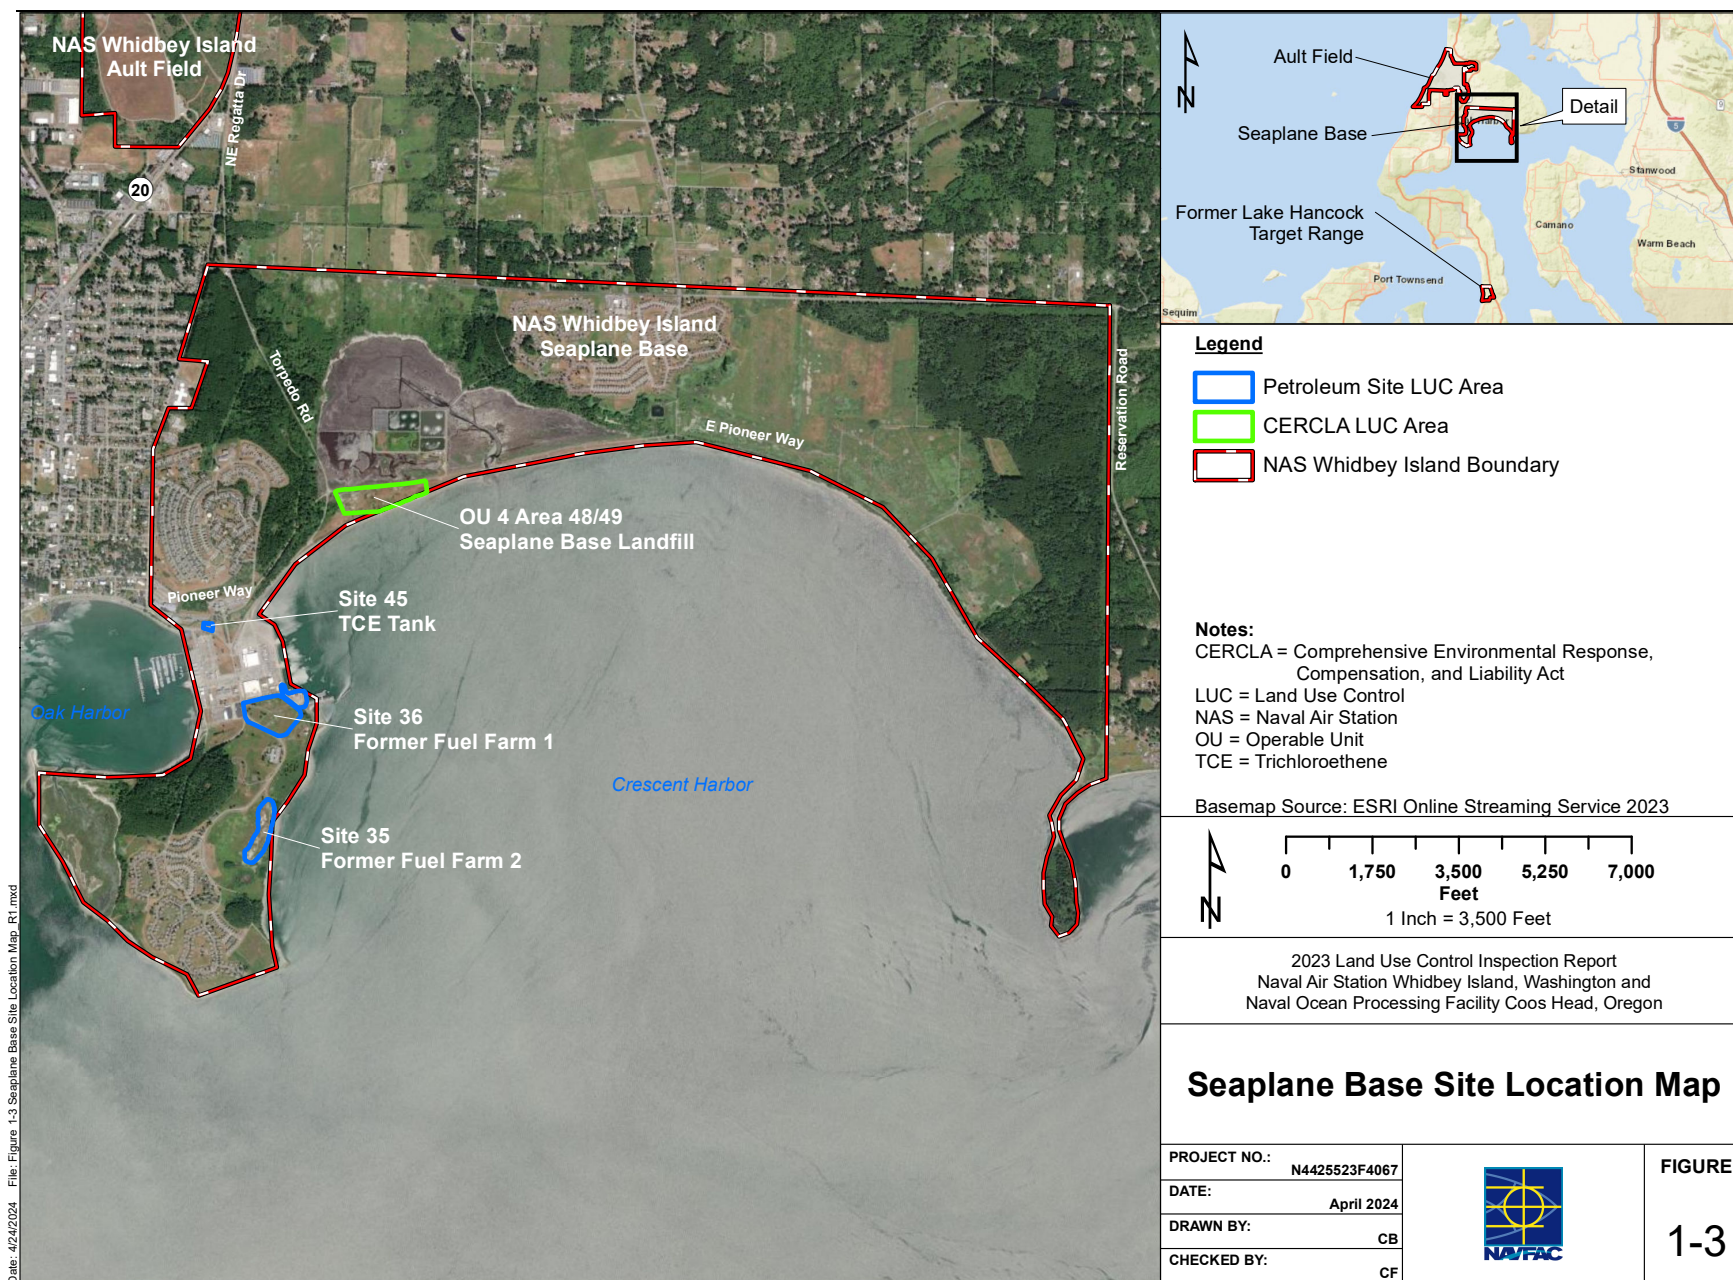 NAS Whidbey Island
Ault Field
NE Regatta Dr
20
NAS Whidbey Island
Seaplane Base
Torpedo Rd
E Pioneer Way
Reservation Road
OU 4 Area 48/49
Seaplane Base Landfill
Pioneer Way
Site 45
TCE Tank
Oak Harbor
Site 36
Former Fuel Farm 1
Crescent Harbor
Site 35
Former Fuel Farm 2
Date: 4/24/2024 File: Figure 1-3 Seaplane Base Site Location Map_R1.mxd
N
Ault Field
Seaplane Base
Detail
Former Lake Hancock
Target Range
9
5
Stanwood
Camano
Warm Beach
Port Townsend
Sequim
Legend
Petroleum Site LUC Area
CERCLA LUC Area
NAS Whidbey Island Boundary
Notes:
CERCLA = Comprehensive Environmental Response,
Compensation, and Liability Act
LUC = Land Use Control
NAS = Naval Air Station
OU = Operable Unit
TCE = Trichloroethene
Basemap Source: ESRI Online Streaming Service 2023
N
0 1,750 3,500 5,250 7,000
Feet
1 Inch = 3,500 Feet
2023 Land Use Control Inspection Report
Naval Air Station Whidbey Island, Washington and
Naval Ocean Processing Facility Coos Head, Oregon
Seaplane Base Site Location Map
PROJECT NO.: N4425523F4067
DATE: April 2024
DRAWN BY: CB
CHECKED BY: CF
NAVFAC
FIGURE
1-3